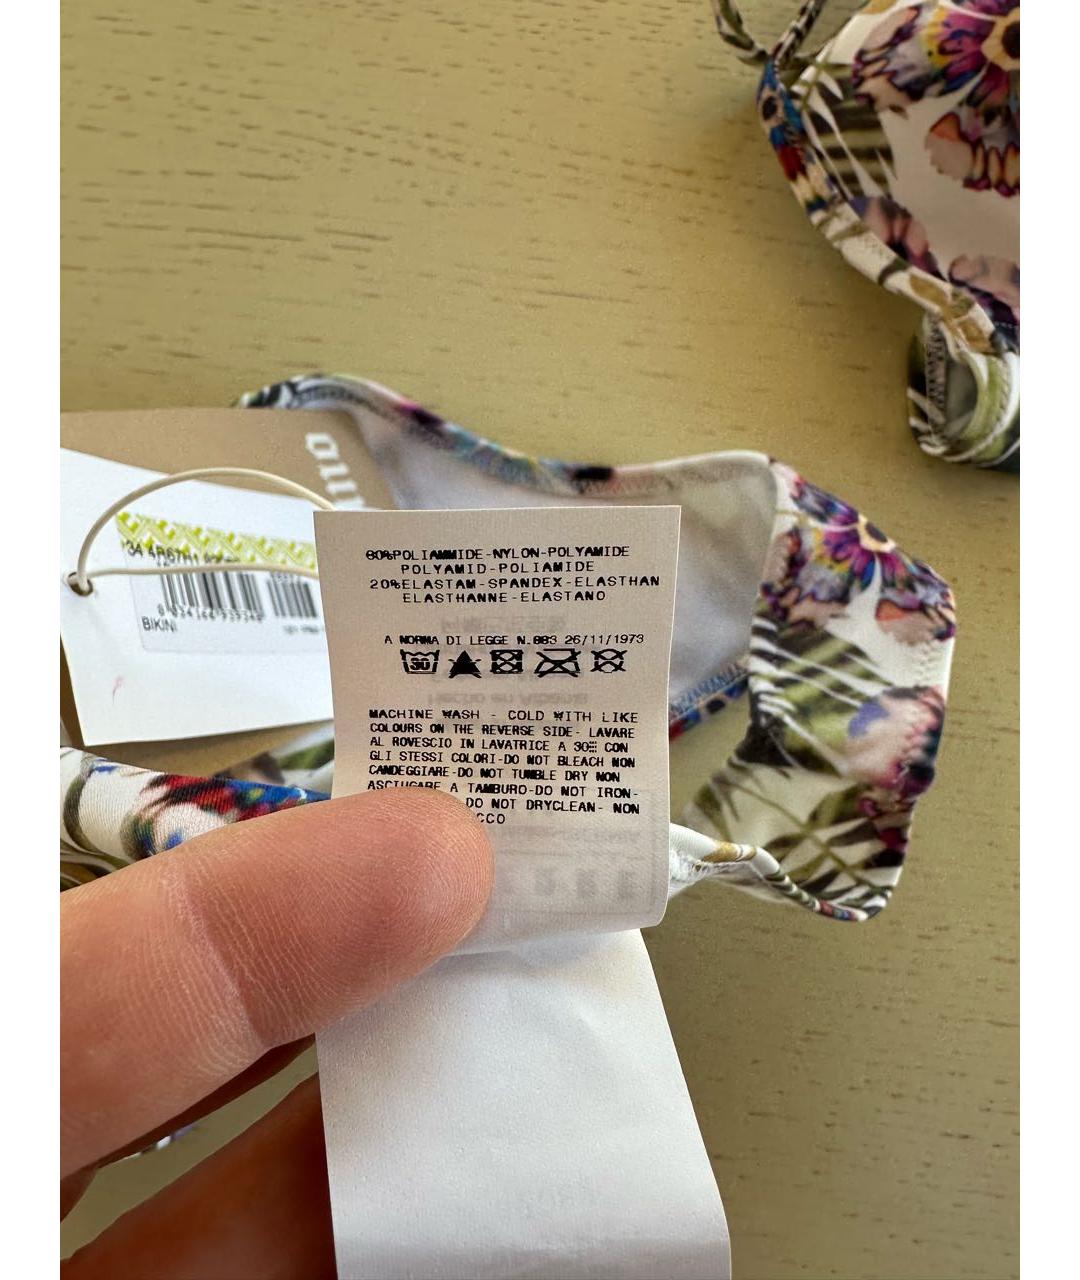 80%POLIAMMIDE-NYLON-POLYAMIDE
POLYAMID-POLIAMIDE
20%ELASTAM-SPANDEX-ELASTHAN
ELASTHANNE-ELASTANO
A NORMA DI LEGGE N.883 26/11/1973
30
MACHINE WASH - COLD WITH LIKE
COLOURS ON THE REVERSE SIDE- LAVARE
AL ROVESCIO IN LAVATRICE A 30 CON
GLI STESSI COLORI-DO NOT BLEACH NON
CANDEGGIARE-DO NOT TUMBLE DRY NON
ASCIUGARE A TAMBURO-DO NOT IRON-
DO NOT DRYCLEAN- NON
CCO
BIKINI